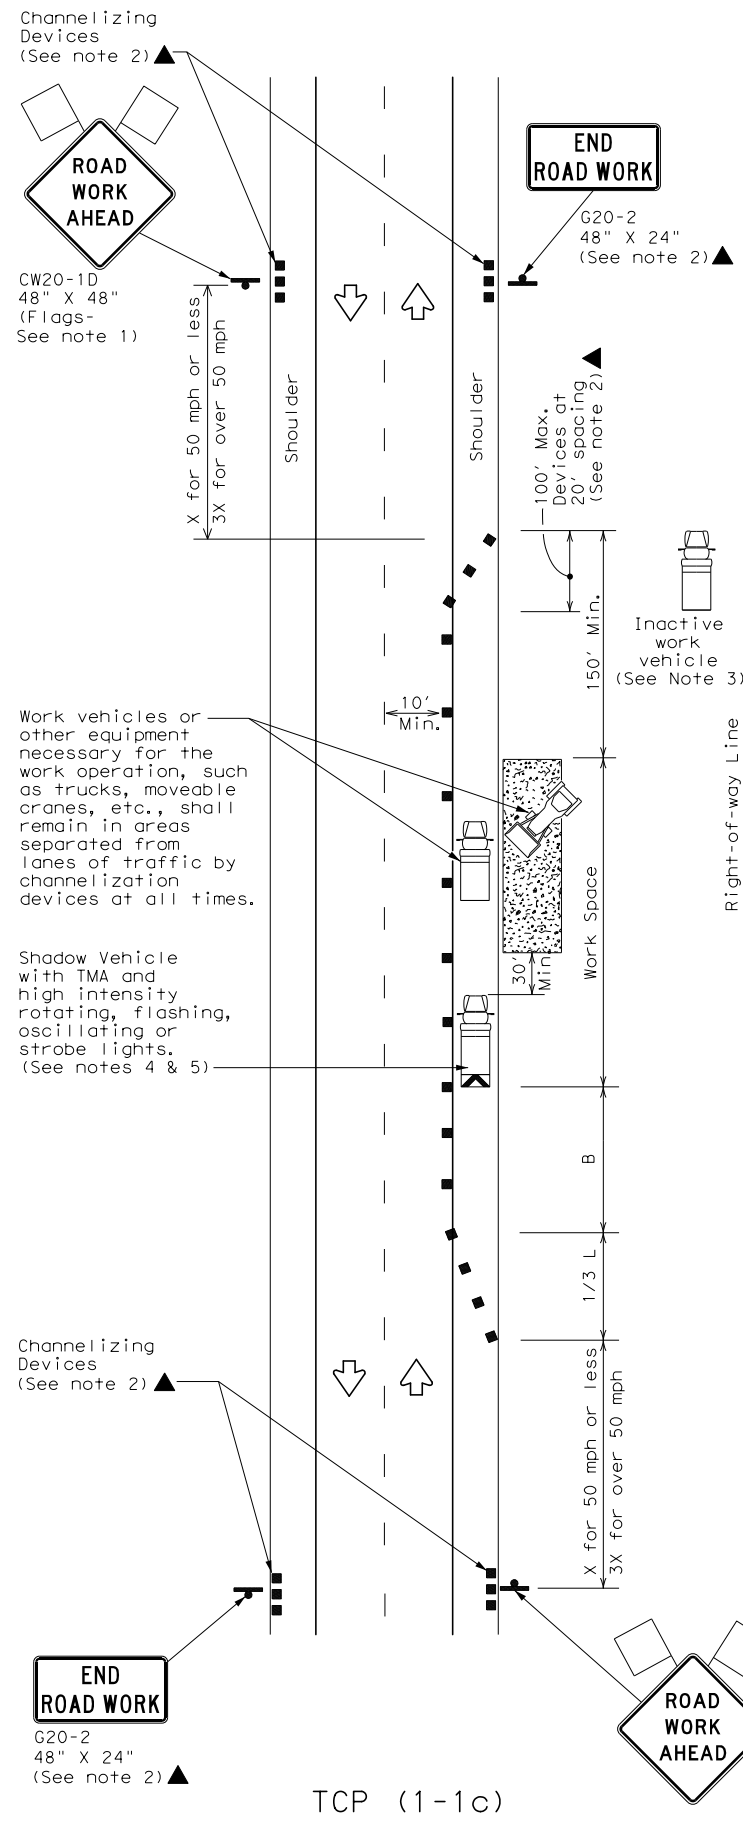 Channelizing
Devices
(See note 2)
ROAD
WORK
AHEAD
CW20-1D
48" X 48"
(Flags-
See note 1)
END
ROAD WORK
G20-2
48" X 24"
(See note 2)
X for 50 mph or less
3X for over 50 mph
Shoulder
Shoulder
100' Max.
Devices at
20' spacing
(See note 2)
150' Min.
Inactive
work
vehicle
(See Note 3)
Right-of-way Line
10'
Min.
Work vehicles or
other equipment
necessary for the
work operation, such
as trucks, moveable
cranes, etc., shall
remain in areas
separated from
lanes of traffic by
channelization
devices at all times.
Work Space
30'
Min.
Shadow Vehicle
with TMA and
high intensity
rotating, flashing,
oscillating or
strobe lights.
(See notes 4 & 5)
B
1/3 L
Channelizing
Devices
(See note 2)
X for 50 mph or less
3X for over 50 mph
END
ROAD WORK
G20-2
48" X 24"
(See note 2)
ROAD
WORK
AHEAD
TCP (1-1c)